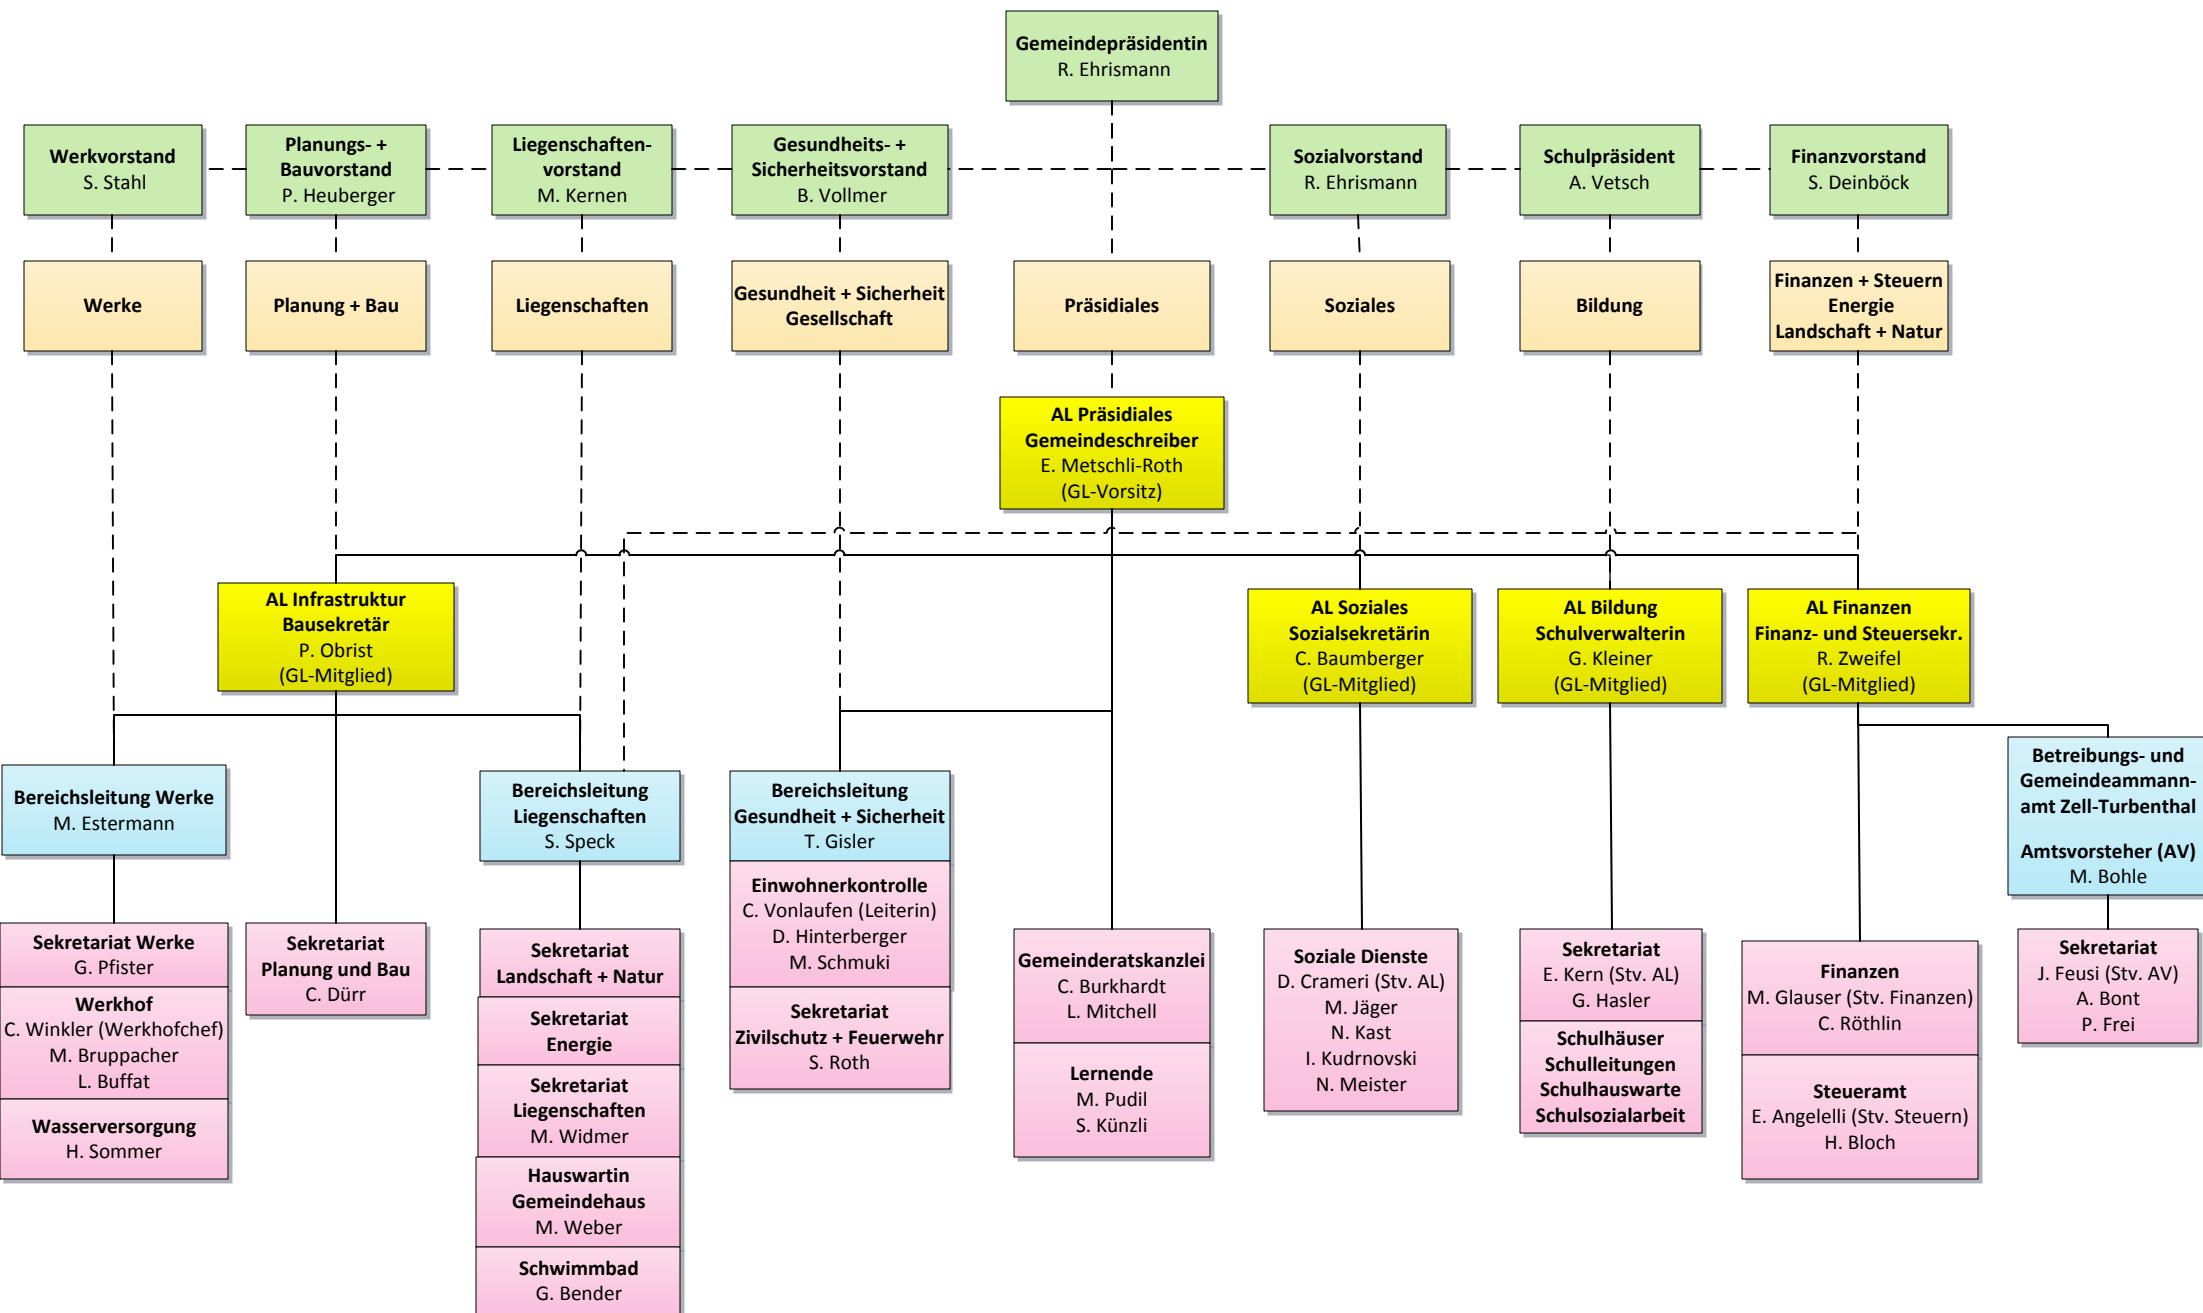 Gemeindepräsidentin
R. Ehrismann
Werkvorstand
S. Stahl
Planungs- +
Bauvorstand
P. Heuberger
Liegenschaften-
vorstand
M. Kernen
Gesundheits- +
Sicherheitsvorstand
B. Vollmer
Sozialvorstand
R. Ehrismann
Schulpräsident
A. Vetsch
Finanzvorstand
S. Deinböck
Werke
Planung + Bau
Liegenschaften
Gesundheit + Sicherheit
Gesellschaft
Präsidiales
Soziales
Bildung
Finanzen + Steuern
Energie
Landschaft + Natur
AL Präsidiales
Gemeindeschreiber
E. Metschli-Roth
(GL-Vorsitz)
AL Infrastruktur
Bausekretär
P. Obrist
(GL-Mitglied)
AL Soziales
Sozialsekretärin
C. Baumberger
(GL-Mitglied)
AL Bildung
Schulverwalterin
G. Kleiner
(GL-Mitglied)
AL Finanzen
Finanz- und Steuersekr.
R. Zweifel
(GL-Mitglied)
Bereichsleitung Werke
M. Estermann
Bereichsleitung
Liegenschaften
S. Speck
Bereichsleitung
Gesundheit + Sicherheit
T. Gisler
Betreibungs- und
Gemeindeammann-
amt Zell-Turbenthal
Amtsvorsteher (AV)
M. Bohle
Sekretariat Werke
G. Pfister
Werkhof
C. Winkler (Werkhofchef)
M. Bruppacher
L. Buffat
Wasserversorgung
H. Sommer
Sekretariat
Planung und Bau
C. Dürr
Sekretariat
Landschaft + Natur
Sekretariat
Energie
Sekretariat
Liegenschaften
M. Widmer
Hauswartin
Gemeindehaus
M. Weber
Schwimmbad
G. Bender
Einwohnerkontrolle
C. Vonlaufen (Leiterin)
D. Hinterberger
M. Schmuki
Sekretariat
Zivilschutz + Feuerwehr
S. Roth
Gemeinderatskanzlei
C. Burkhardt
L. Mitchell
Lernende
M. Pudil
S. Künzli
Soziale Dienste
D. Crameri (Stv. AL)
M. Jäger
N. Kast
I. Kudrnovski
N. Meister
Sekretariat
E. Kern (Stv. AL)
G. Hasler
Schulhäuser
Schulleitungen
Schulhauswarte
Schulsozialarbeit
Finanzen
M. Glauser (Stv. Finanzen)
C. Röthlin
Steueramt
E. Angelelli (Stv. Steuern)
H. Bloch
Sekretariat
J. Feusi (Stv. AV)
A. Bont
P. Frei